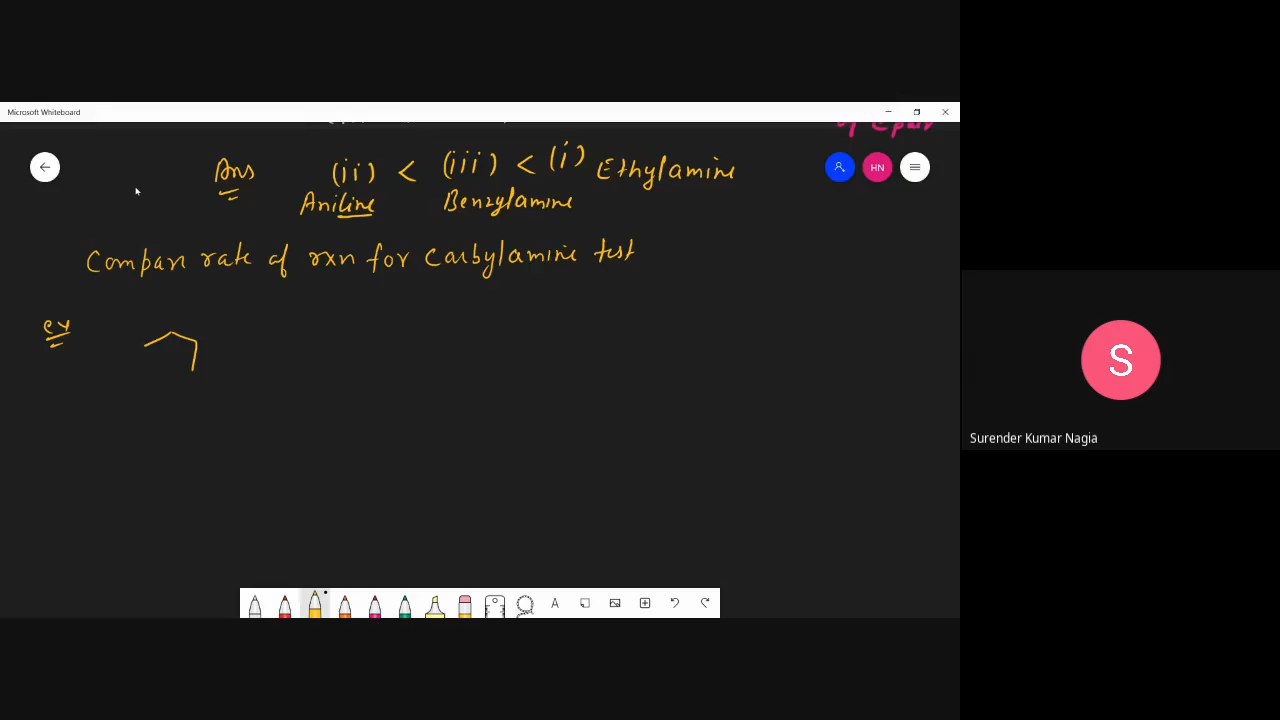 Microsoft Whiteboard
Ans (ii) < (iii) < (i) Ethylamine
HN
Aniline Benzylamine
Compare rate of rxn for Carbylamine test
ex
S
Surender Kumar Nagia
A